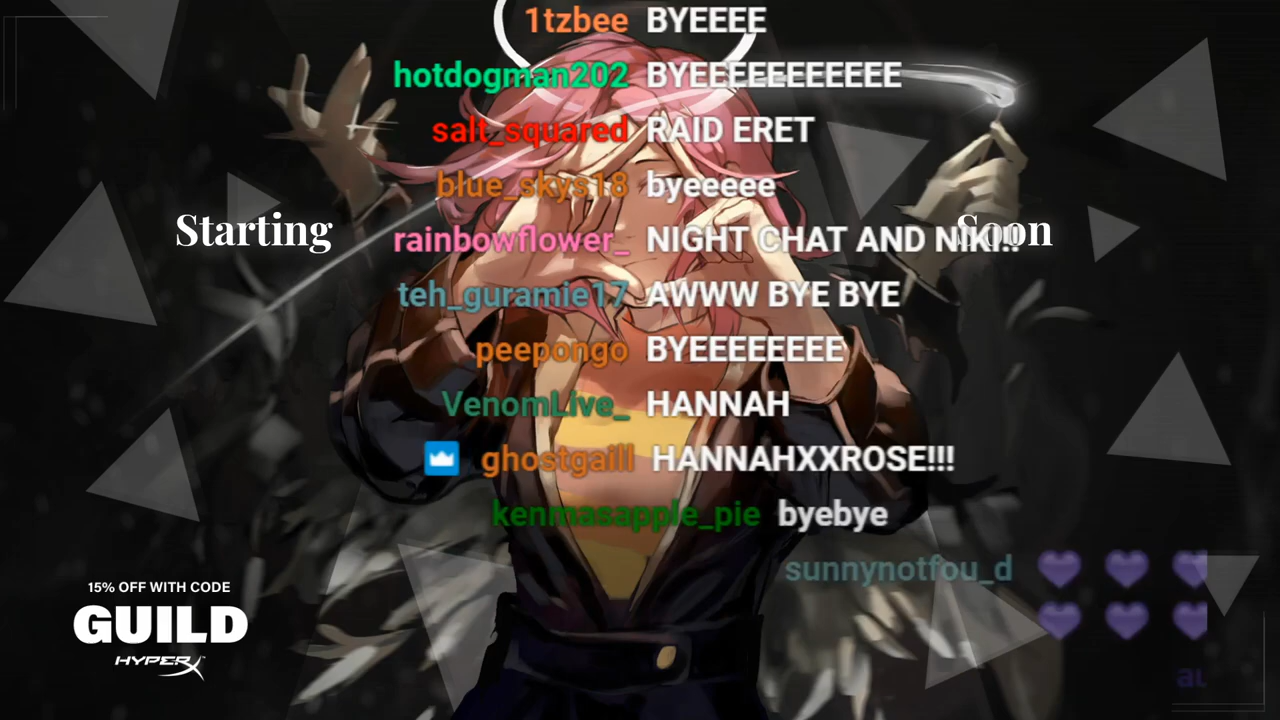 1tzbee BYEEEE
hotdogman202 BYEEEEEEEEEEE
salt_squared RAID ERET
blue_skys18 byeeeee
Starting Soon
rainbowflower_ NIGHT CHAT AND NIKI!!
teh_guramie17 AWWW BYE BYE
peepongo BYEEEEEEEE
VenomLive_ HANNAH
ghostgaill HANNAHXXROSE!!!
kenmasapple_pie byebye
sunnynotfou_d
15% OFF WITH CODE
GUILD
HYPERX